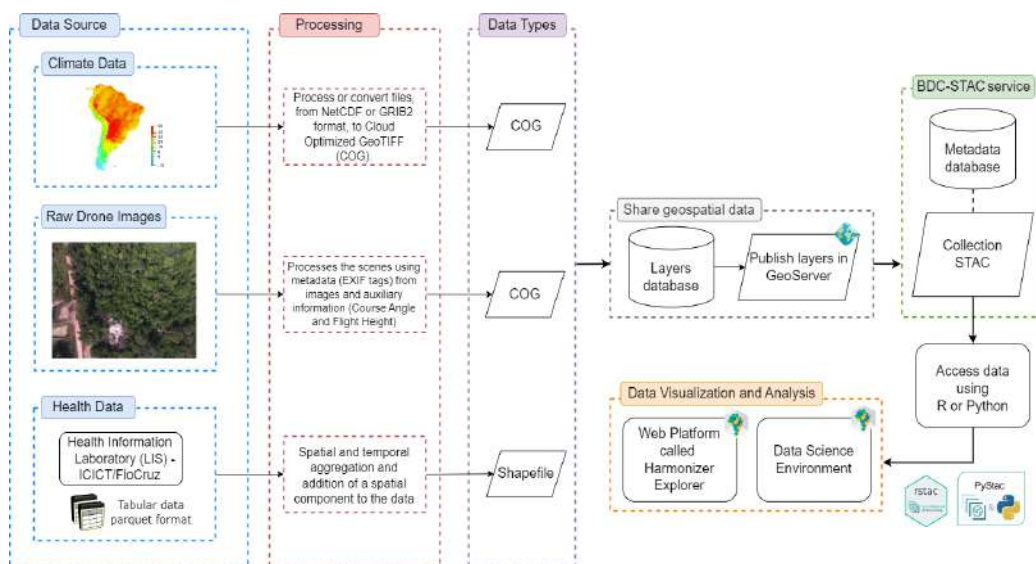 Data Source
Processing
Data Types
Climate Data
Process or convert files,
from NetCDF or GRIB2
format, to Cloud
Optimized GeoTIFF
(COG).
COG
BDC-STAC service
Metadata
database
Raw Drone Images
Processes the scenes using
metadata (EXIF tags) from
images and auxiliary
information (Course Angle
and Flight Height)
COG
Share geospatial data
Layers
database
Publish layers in
GeoServer
Collection
STAC
Health Data
Health Information
Laboratory (LIS) -
ICICT/FioCruz
Tabular data
parquet format
Spatial and temporal
aggregation and
addition of a spatial
component to the data
Shapefile
Data Visualization and Analysis
Web Platform
called
Harmonizer
Explorer
Data Science
Environment
Access data
using
R or Python
rstac
PyStac
&